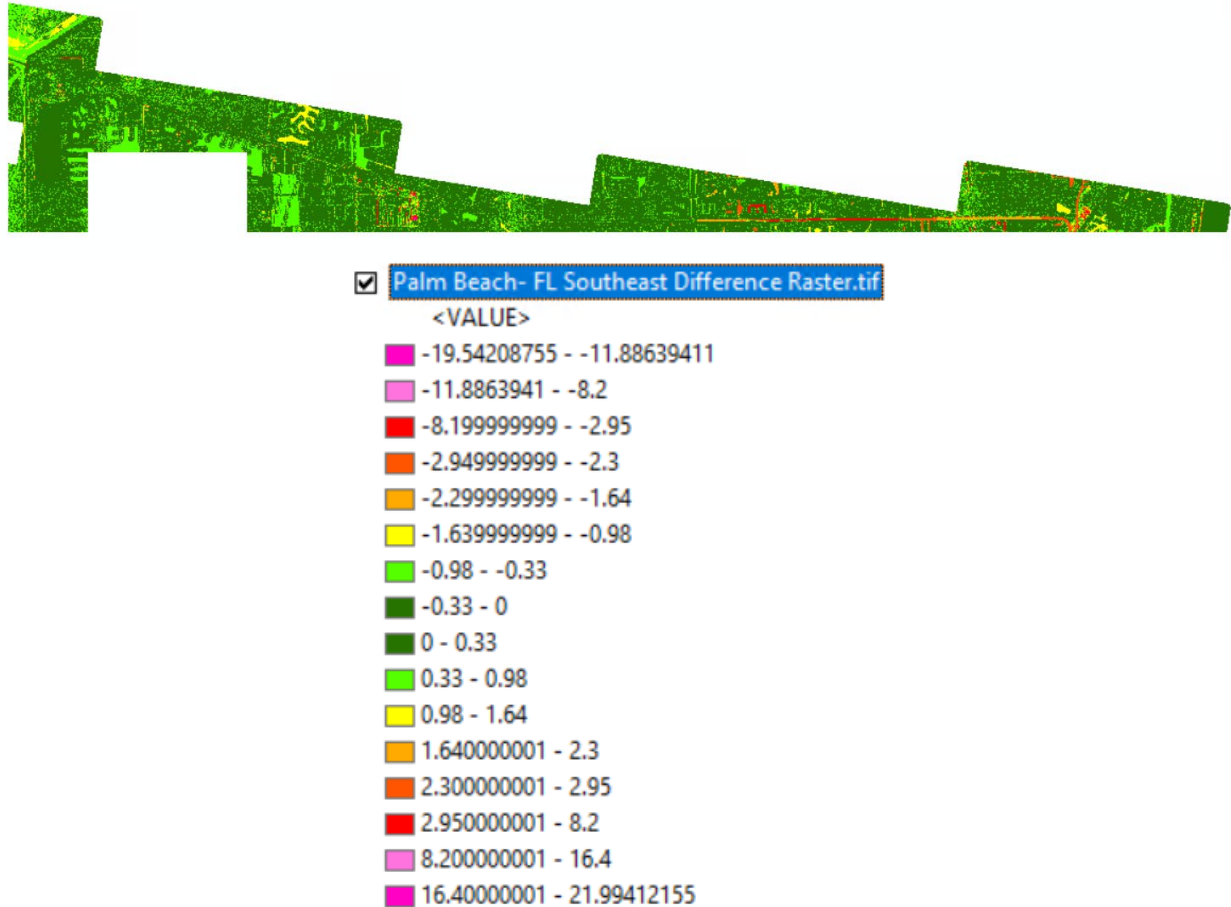 Palm Beach- FL Southeast Difference Raster.tif
<VALUE>
-19.54208755 - -11.88639411
-11.8863941 - -8.2
-8.199999999 - -2.95
-2.949999999 - -2.3
-2.299999999 - -1.64
-1.639999999 - -0.98
-0.98 - -0.33
-0.33 - 0
0 - 0.33
0.33 - 0.98
0.98 - 1.64
1.640000001 - 2.3
2.300000001 - 2.95
2.950000001 - 8.2
8.200000001 - 16.4
16.40000001 - 21.99412155